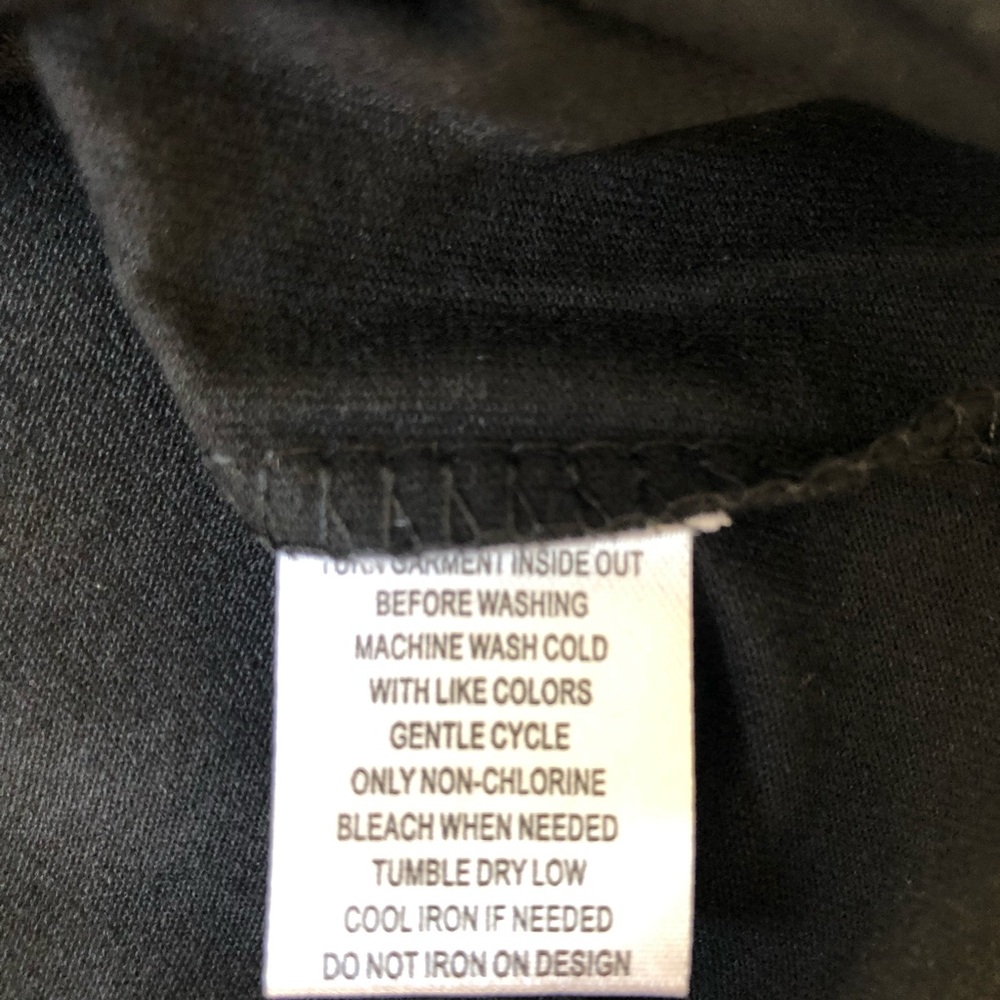 TURN GARMENT INSIDE OUT
BEFORE WASHING
MACHINE WASH COLD
WITH LIKE COLORS
GENTLE CYCLE
ONLY NON-CHLORINE
BLEACH WHEN NEEDED
TUMBLE DRY LOW
COOL IRON IF NEEDED
DO NOT IRON ON DESIGN